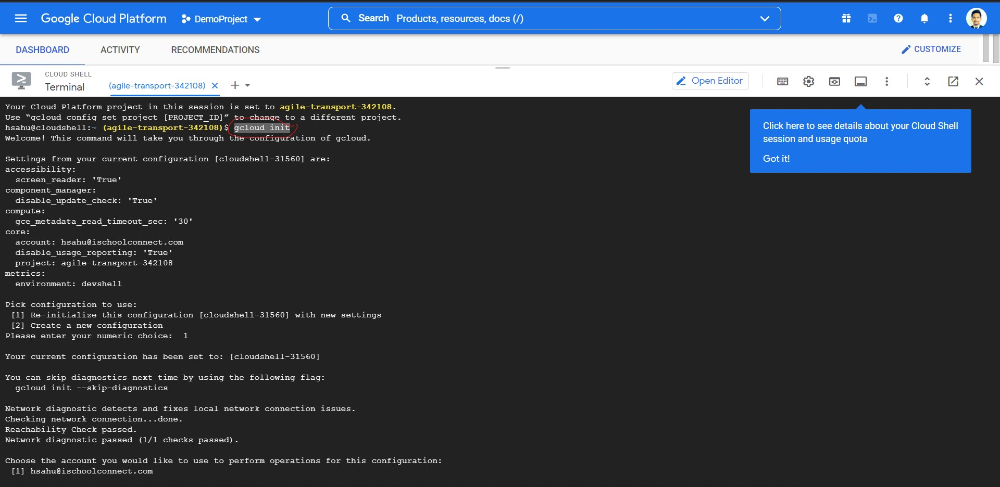 Google Cloud Platform DemoProject Search Products, resources, docs (/)
DASHBOARD ACTIVITY RECOMMENDATIONS CUSTOMIZE
CLOUD SHELL
Terminal (agile-transport-342108) Open Editor
Your Cloud Platform project in this session is set to agile-transport-342108.
Use “gcloud config set project [PROJECT_ID]” to change to a different project.
hsahu@cloudshell:~ (agile-transport-342108)$ gcloud init
Welcome! This command will take you through the configuration of gcloud.
Settings from your current configuration [cloudshell-31560] are:
accessibility:
  screen_reader: 'True'
component_manager:
  disable_update_check: 'True'
compute:
  gce_metadata_read_timeout_sec: '30'
core:
  account: hsahu@ischoolconnect.com
  disable_usage_reporting: 'True'
  project: agile-transport-342108
metrics:
  environment: devshell
Pick configuration to use:
 [1] Re-initialize this configuration [cloudshell-31560] with new settings
 [2] Create a new configuration
Please enter your numeric choice:  1
Your current configuration has been set to: [cloudshell-31560]
You can skip diagnostics next time by using the following flag:
  gcloud init --skip-diagnostics
Network diagnostic detects and fixes local network connection issues.
Checking network connection...done.
Reachability Check passed.
Network diagnostic passed (1/1 checks passed).
Choose the account you would like to use to perform operations for this configuration:
 [1] hsahu@ischoolconnect.com
Click here to see details about your Cloud Shell
session and usage quota
Got it!